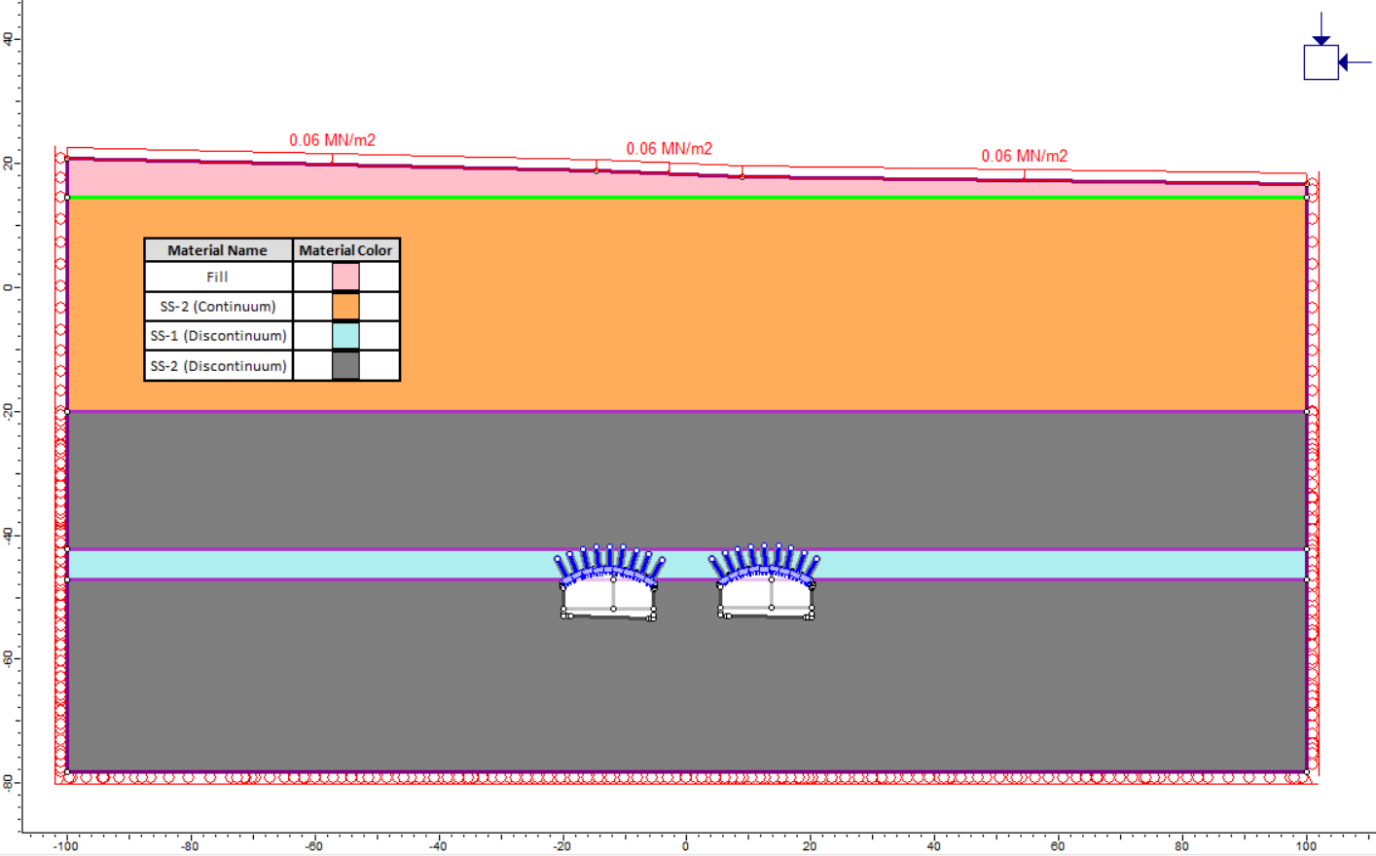 40
0.06 MN/m2
0.06 MN/m2
0.06 MN/m2
20
Material Name Material Color
Fill
SS-2 (Continuum)
SS-1 (Discontinuum)
SS-2 (Discontinuum)
0
-20
-40
-60
-80
-100 -80 -60 -40 -20 0 20 40 60 80 100